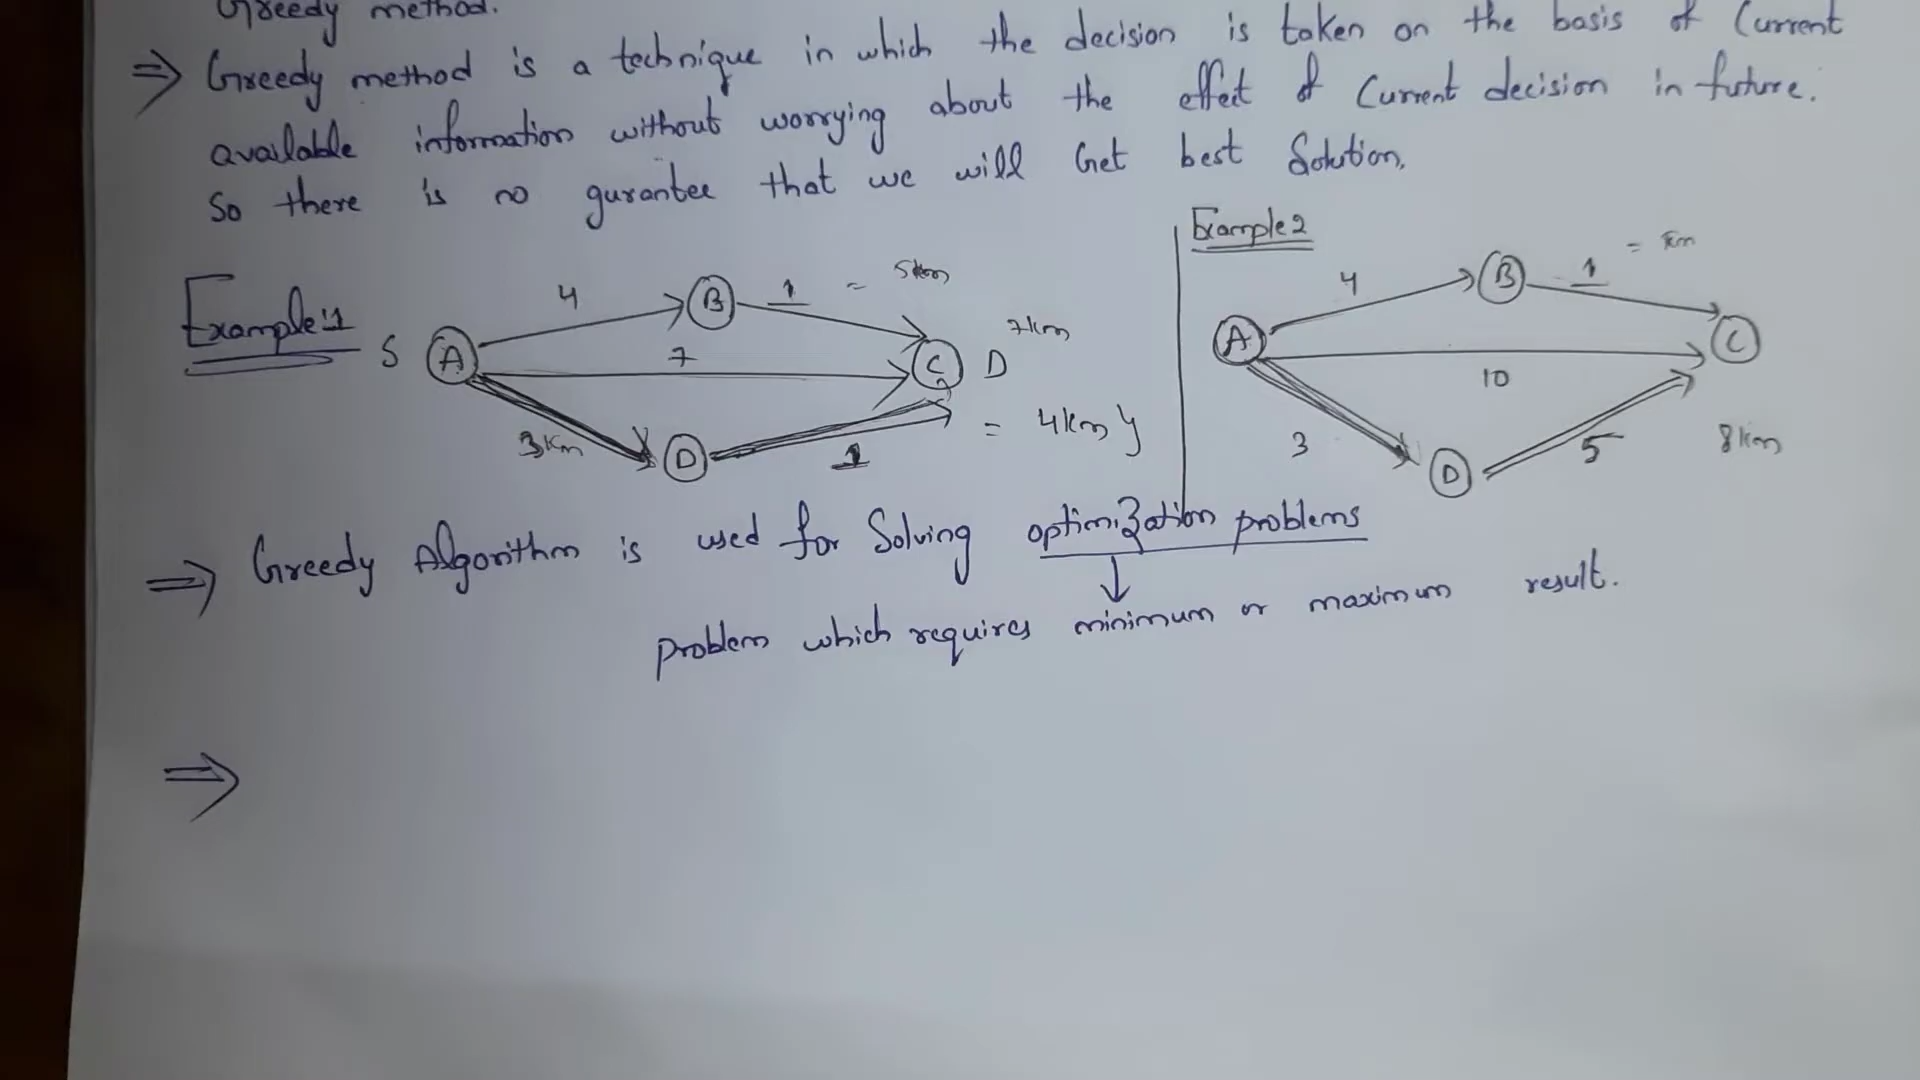 Greedy method.
⇒ Greedy method is a technique in which the decision is taken on the basis of Current
available information without worrying about the effect of Current decision in future.
So there is no gurantee that we will Get best Solution.
Example:1
S A 4 B 1 = 5km
7 C D 7km
3km D 1 = 4km
Example 2
A 4 B 1 = km
10 C
3 D 5 8km
⇒ Greedy Algorithm is used for Solving optimization problems
↓
problem which requires minimum or maximum result.
⇒